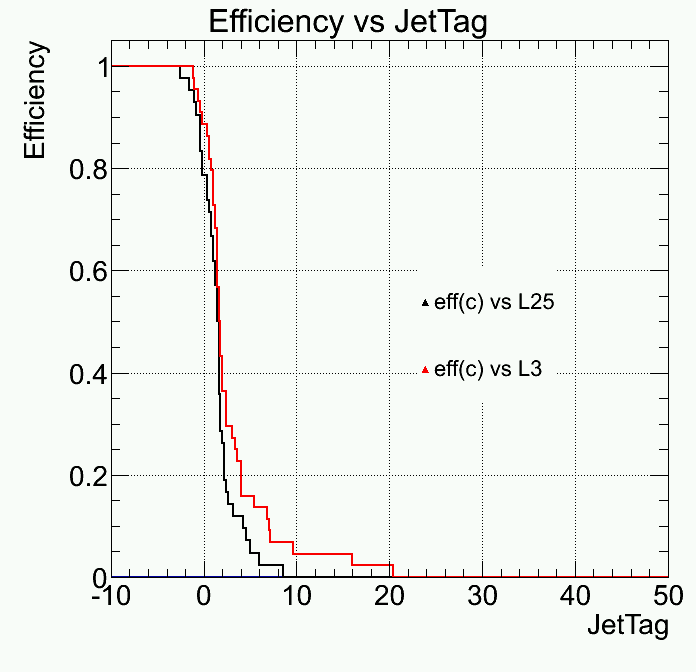 Efficiency vs JetTag
Efficiency
1
0.8
0.6
0.4
0.2
0
-10 0 10 20 30 40 50
JetTag
eff(c) vs L25
eff(c) vs L3